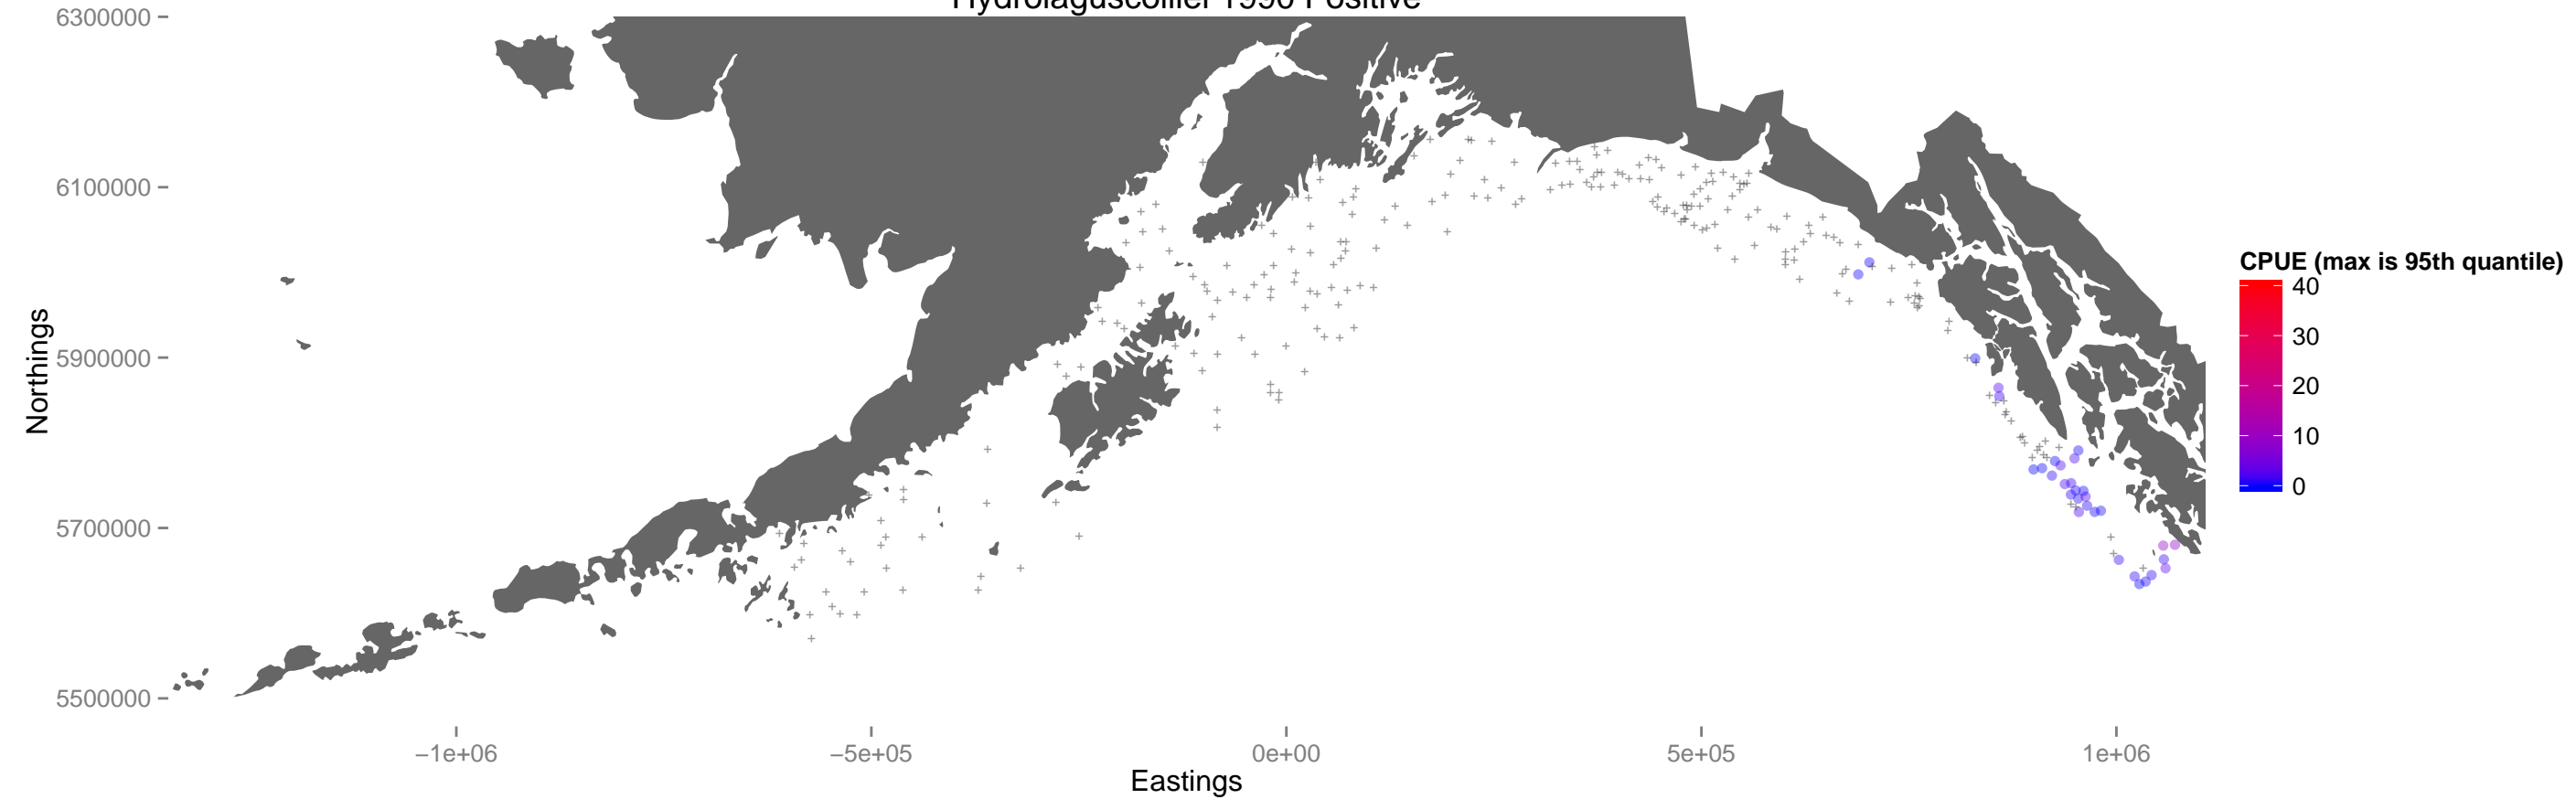 Hydrolaguscolliei 1990 Positive
6300000
6100000
5900000
5700000
5500000
Northings
−1e+06
−5e+05
0e+00
5e+05
1e+06
Eastings
CPUE (max is 95th quantile)
40
30
20
10
0